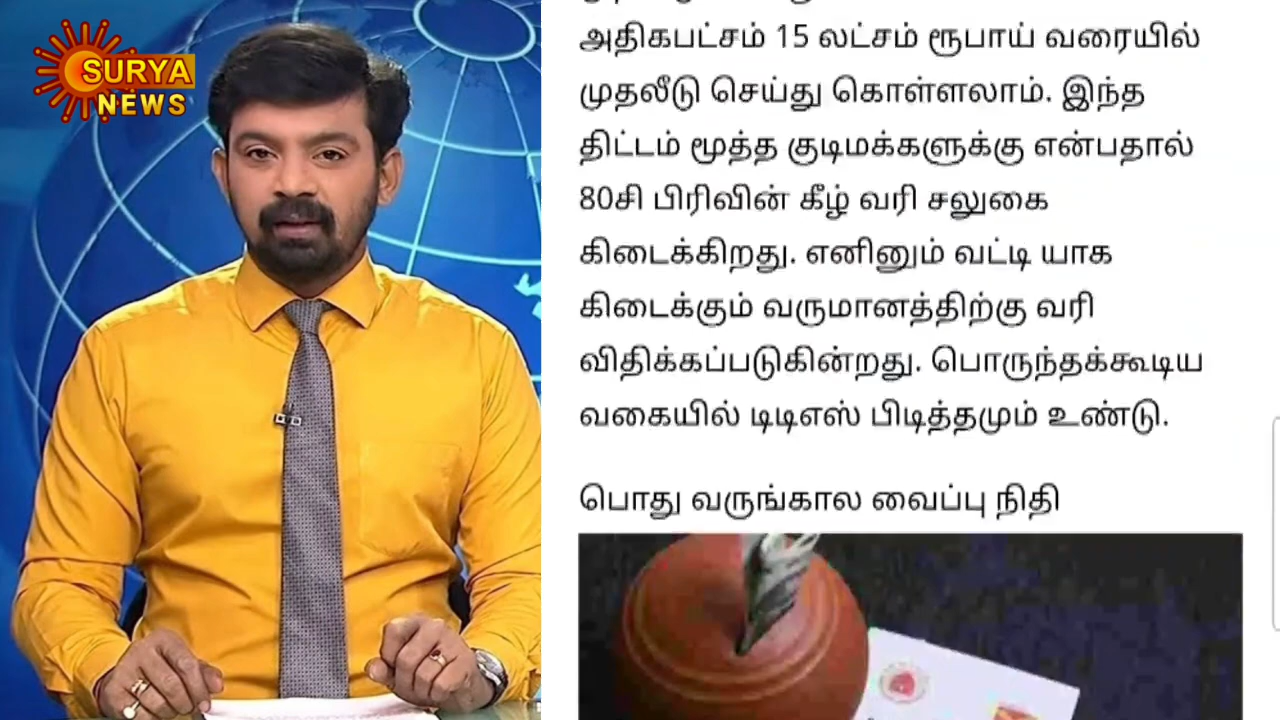 SURYA
NEWS
அதிகபட்சம் 15 லட்சம் ரூபாய் வரையில்
முதலீடு செய்து கொள்ளலாம். இந்த
திட்டம் மூத்த குடிமக்களுக்கு என்பதால்
80சி பிரிவின் கீழ் வரி சலுகை
கிடைக்கிறது. எனினும் வட்டி யாக
கிடைக்கும் வருமானத்திற்கு வரி
விதிக்கப்படுகின்றது. பொருந்தக்கூடிய
வகையில் டிடிஎஸ் பிடித்தமும் உண்டு.
பொது வருங்கால வைப்பு நிதி